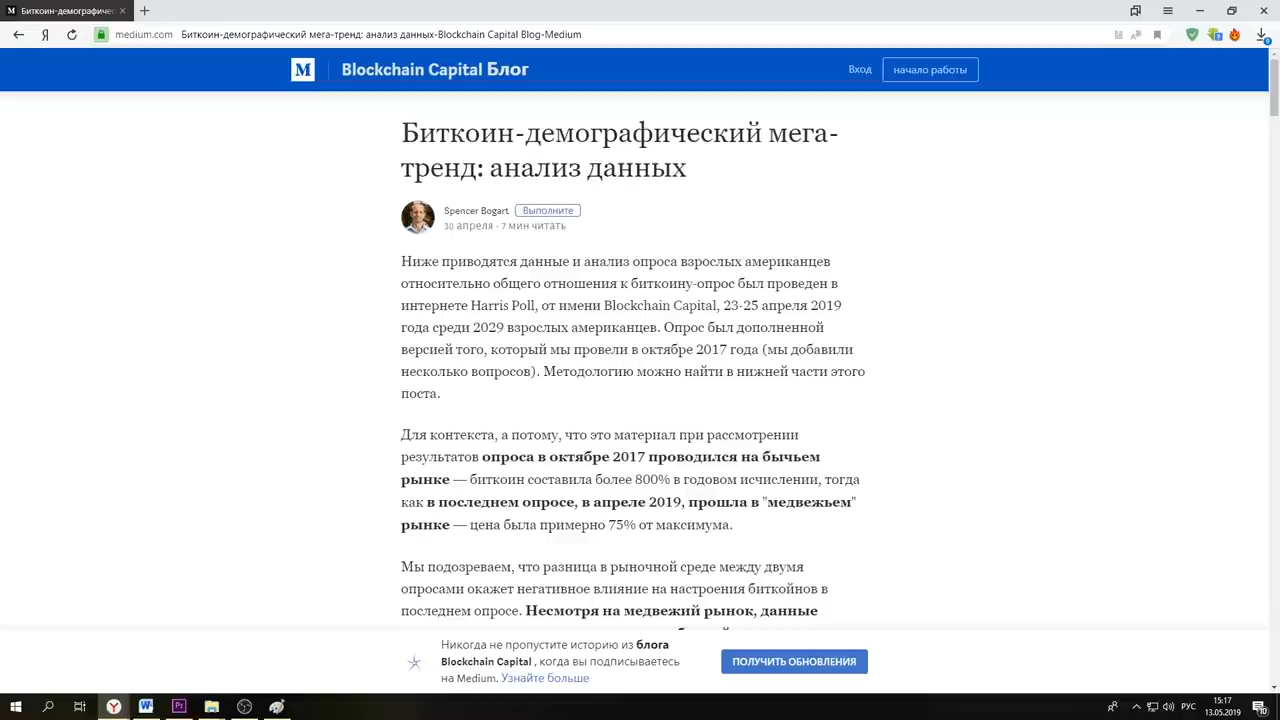 Биткоин-демографичес
medium.com Биткоин-демографический мега-тренд: анализ данных-Blockchain Capital Blog-Medium
M Blockchain Capital Блог
Вход начало работы
Биткоин-демографический мега-
тренд: анализ данных
Spencer Bogart Выполните
30 апреля · 7 мин читать
Ниже приводятся данные и анализ опроса взрослых американцев
относительно общего отношения к биткоину-опрос был проведен в
интернете Harris Poll, от имени Blockchain Capital, 23-25 апреля 2019
года среди 2029 взрослых американцев. Опрос был дополненной
версией того, который мы провели в октябре 2017 года (мы добавили
несколько вопросов). Методологию можно найти в нижней части этого
поста.
Для контекста, а потому, что это материал при рассмотрении
результатов опроса в октябре 2017 проводился на бычьем
рынке — биткоин составила более 800% в годовом исчислении, тогда
как в последнем опросе, в апреле 2019, прошла в "медвежьем"
рынке — цена была примерно 75% от максимума.
Мы подозреваем, что разница в рыночной среде между двумя
опросами окажет негативное влияние на настроения биткойнов в
последнем опросе. Несмотря на медвежий рынок, данные
Никогда не пропустите историю из блога
Blockchain Capital , когда вы подписываетесь
на Medium. Узнайте больше
ПОЛУЧИТЬ ОБНОВЛЕНИЯ
РУС
15:17
13.05.2019